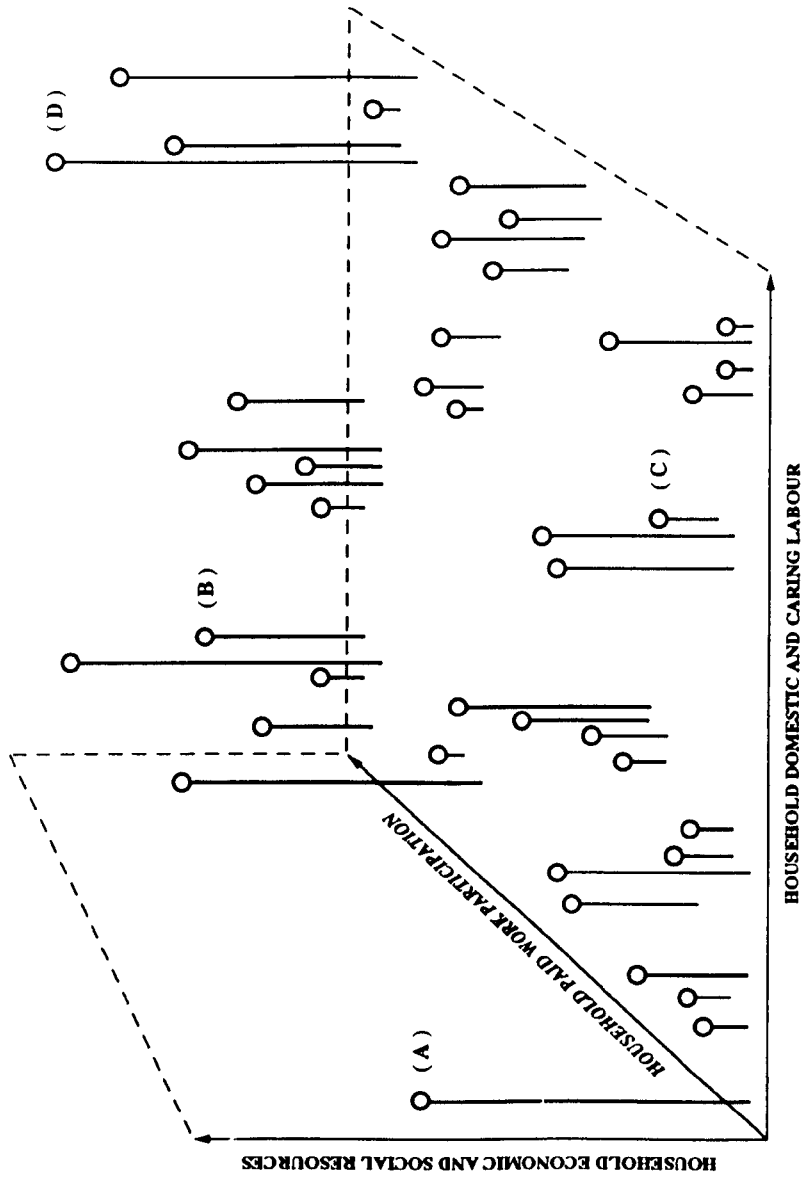 (D)
(B)
(C)
(A)
HOUSEHOLD PAID WORK PARTICIPATION
HOUSEHOLD ECONOMIC AND SOCIAL RESOURCES
HOUSEHOLD DOMESTIC AND CARING LABOUR